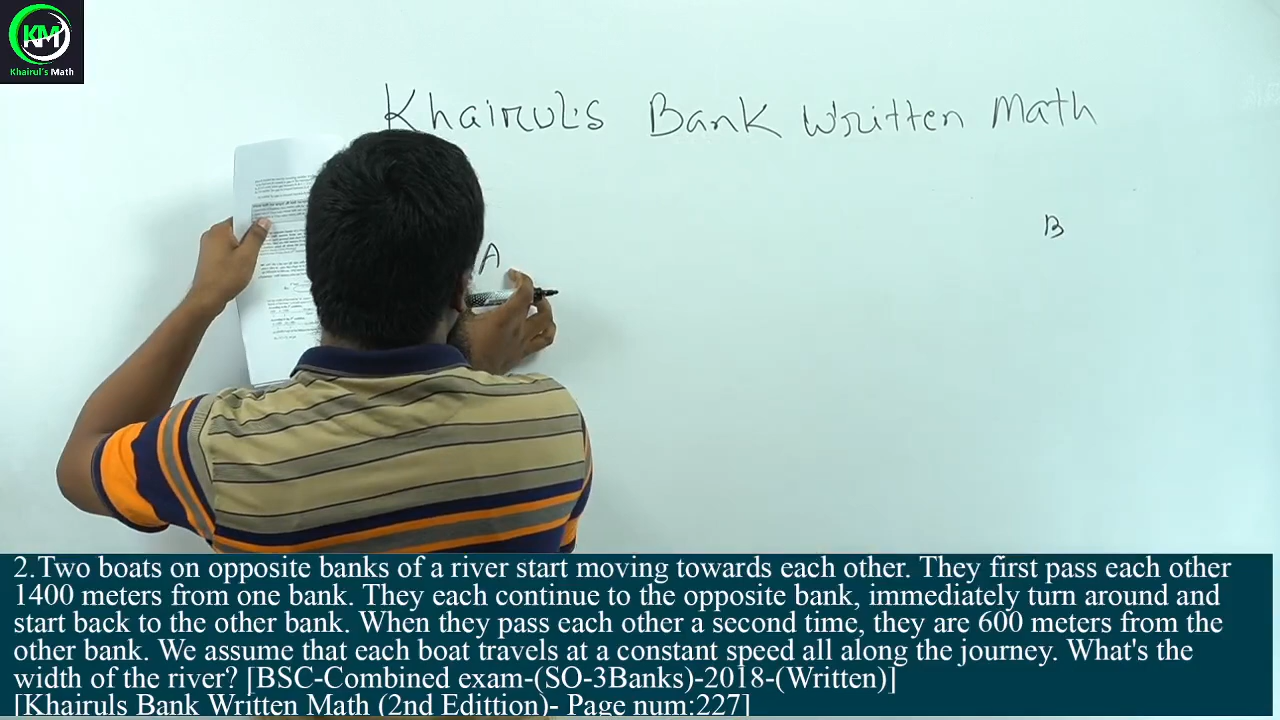 KM
Khairul's Math
Khairul's Bank Written Math
A
B
2.Two boats on opposite banks of a river start moving towards each other. They first pass each other
1400 meters from one bank. They each continue to the opposite bank, immediately turn around and
start back to the other bank. When they pass each other a second time, they are 600 meters from the
other bank. We assume that each boat travels at a constant speed all along the journey. What's the
width of the river? [BSC-Combined exam-(SO-3Banks)-2018-(Written)]
[Khairuls Bank Written Math (2nd Edittion)- Page num:227]